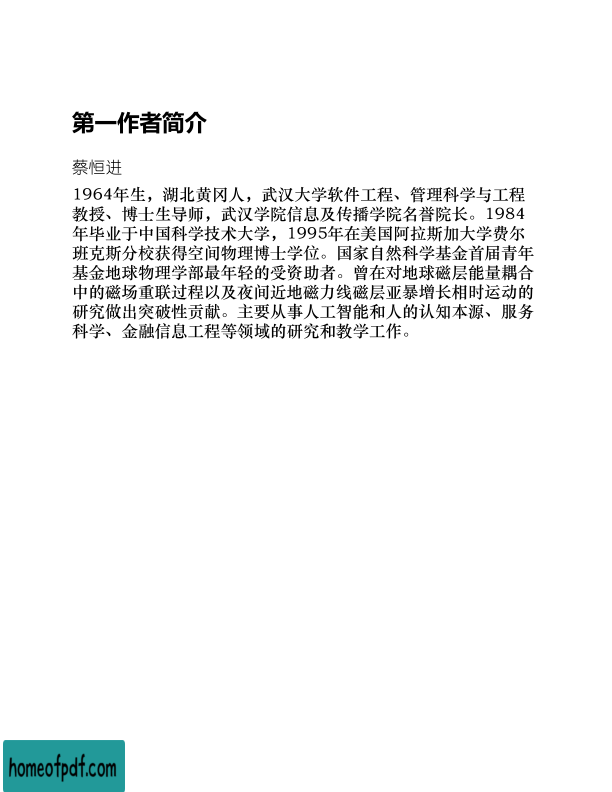 第一作者简介
蔡恒进
1964年生，湖北黄冈人，武汉大学软件工程、管理科学与工程
教授、博士生导师，武汉学院信息及传播学院名誉院长。1984
年毕业于中国科学技术大学，1995年在美国阿拉斯加大学费尔
班克斯分校获得空间物理博士学位。国家自然科学基金首届青年
基金地球物理学部最年轻的受资助者。曾在对地球磁层能量耦合
中的磁场重联过程以及夜间近地磁力线磁层亚暴增长相时运动的
研究做出突破性贡献。主要从事人工智能和人的认知本源、服务
科学、金融信息工程等领域的研究和教学工作。
homeofpdf.com